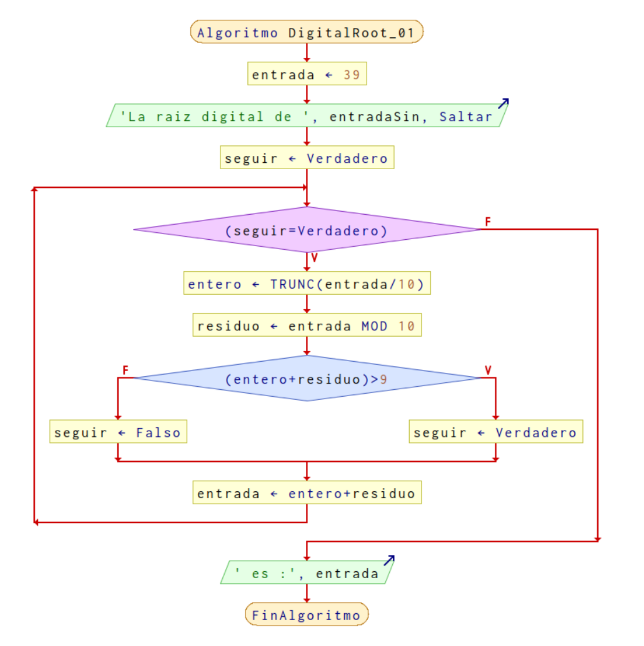 Algoritmo DigitalRoot_01
entrada ← 39
'La raiz digital de ', entradaSin, Saltar
seguir ← Verdadero
(seguir=Verdadero)
F
V
entero ← TRUNC(entrada/10)
residuo ← entrada MOD 10
F
(entero+residuo)>9
V
seguir ← Falso
seguir ← Verdadero
entrada ← entero+residuo
' es :', entrada
FinAlgoritmo